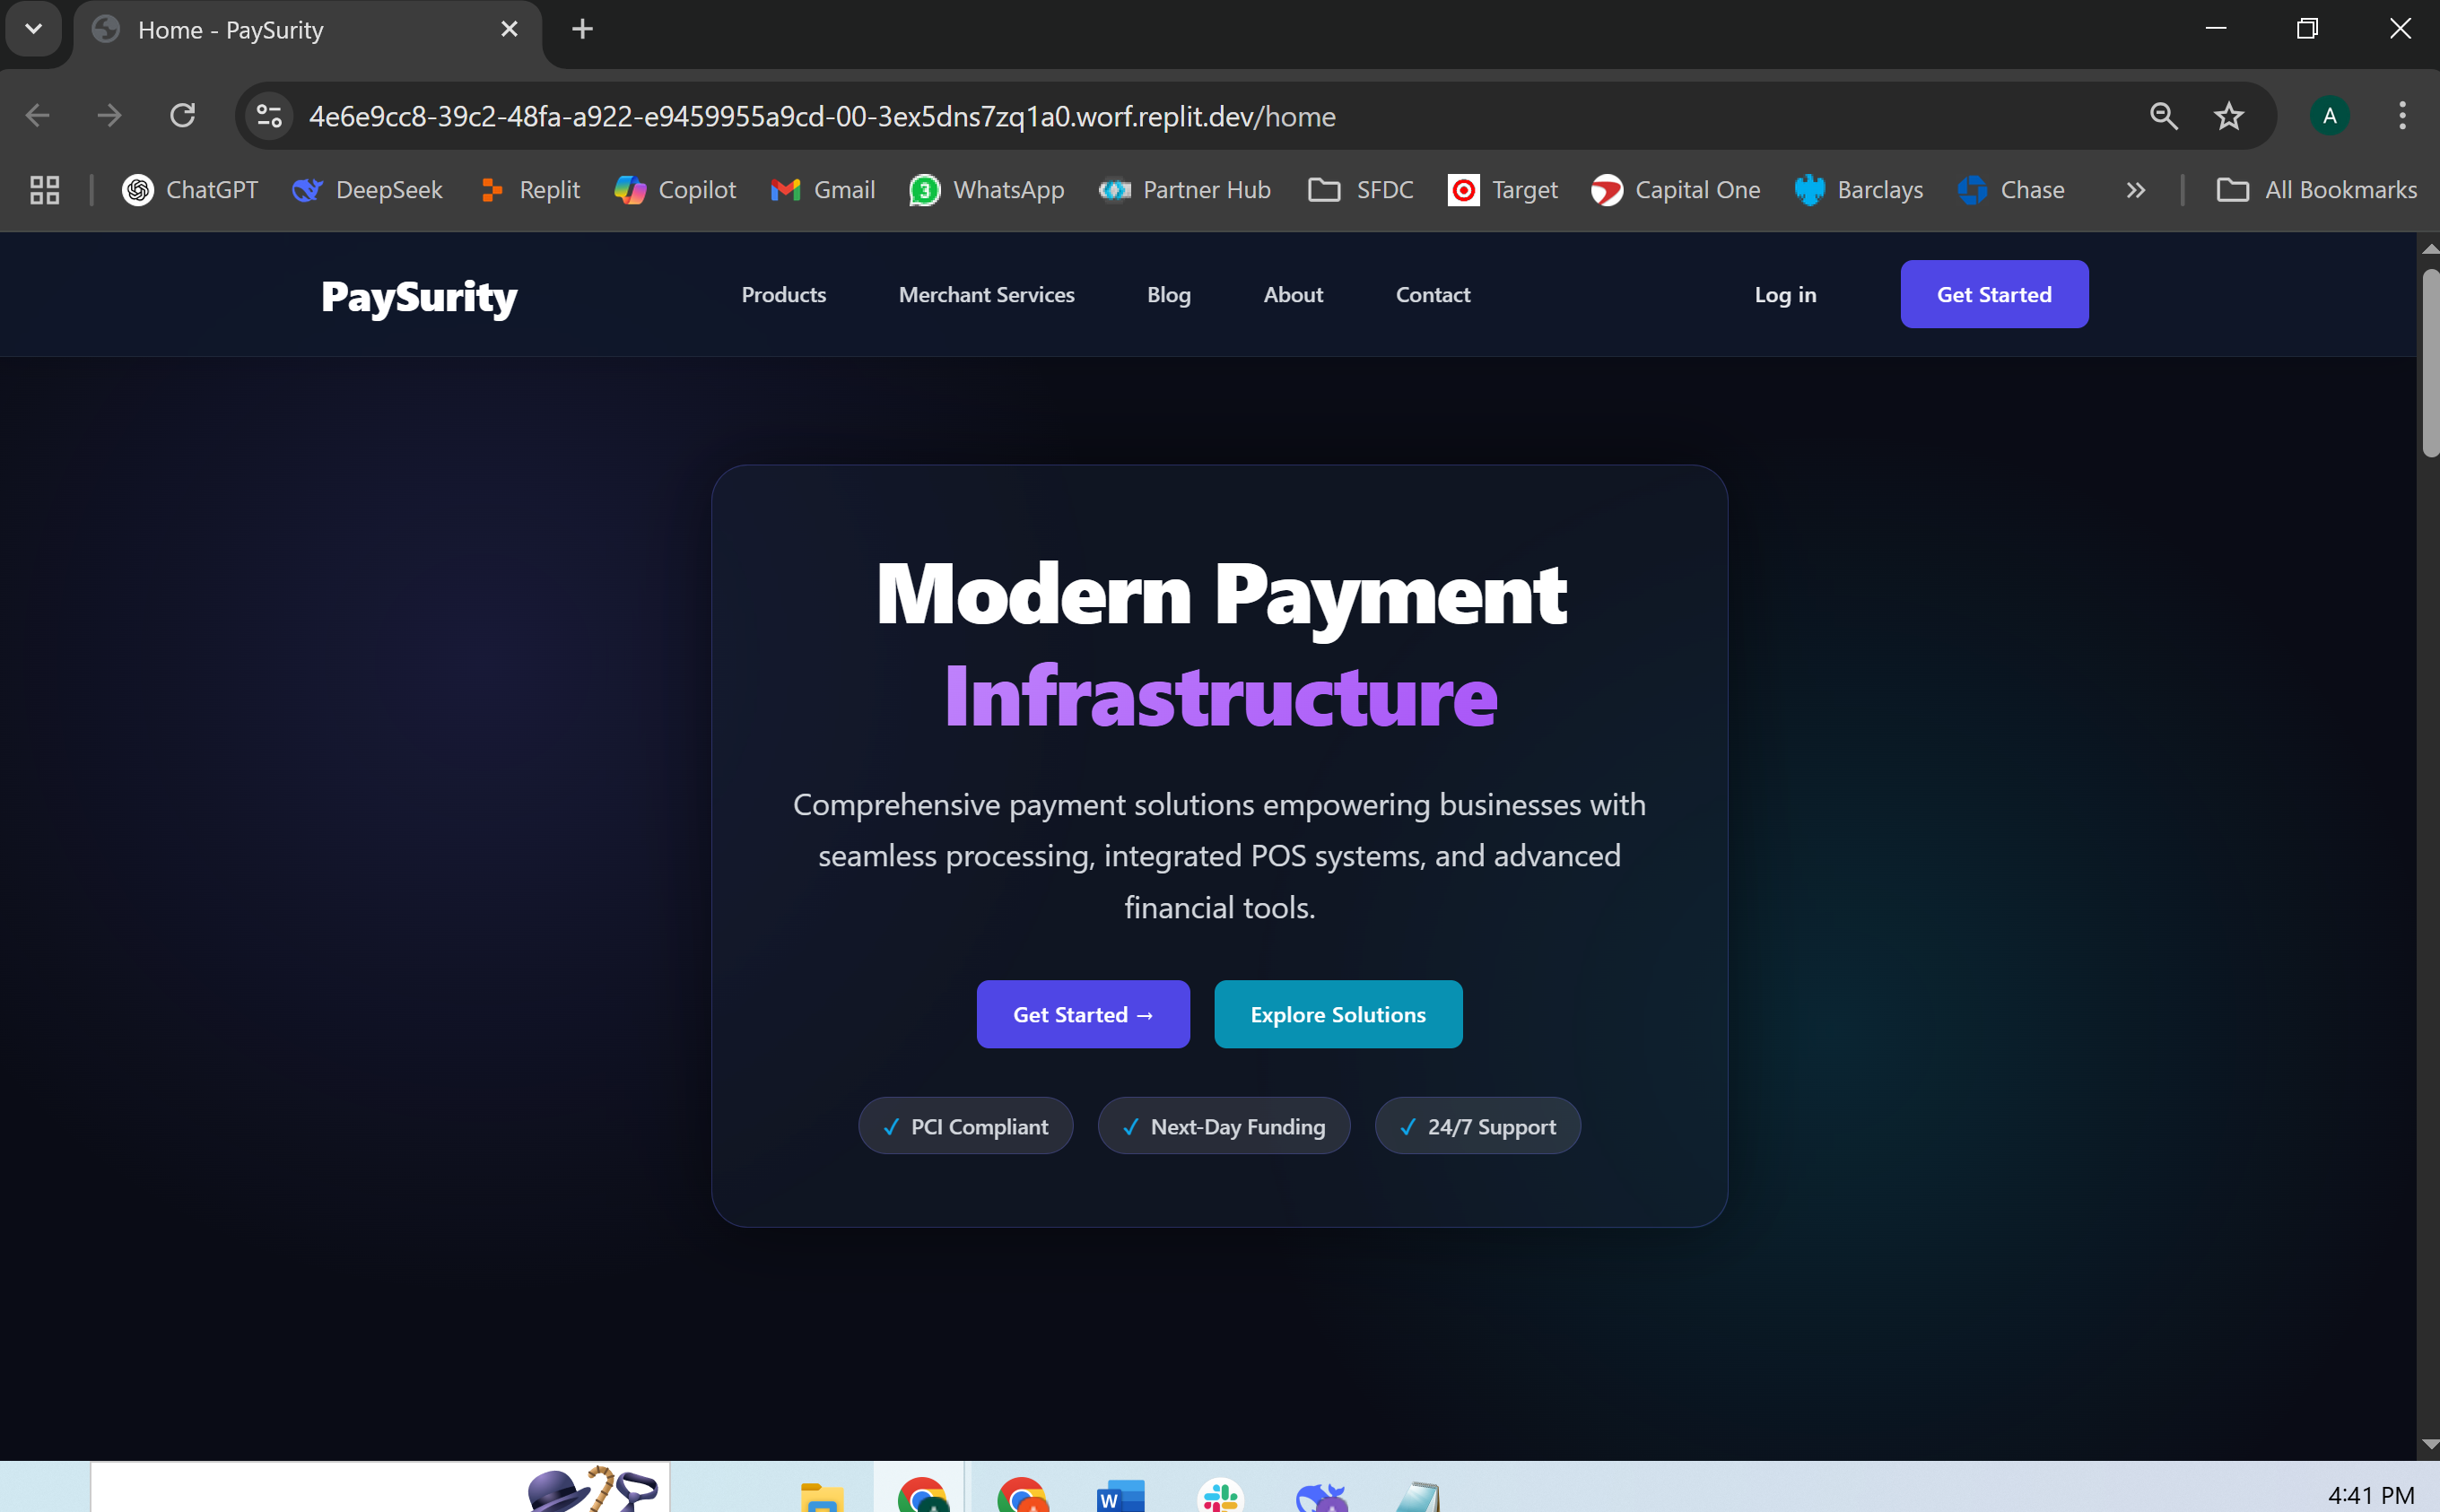 Home - PaySurity
4e6e9cc8-39c2-48fa-a922-e9459955a9cd-00-3ex5dns7zq1a0.worf.replit.dev/home
A
ChatGPT
DeepSeek
Replit
Copilot
Gmail
3
WhatsApp
Partner Hub
SFDC
Target
Capital One
Barclays
Chase
All Bookmarks
PaySurity
Products
Merchant Services
Blog
About
Contact
Log in
Get Started
Modern Payment
Infrastructure
Comprehensive payment solutions empowering businesses with
seamless processing, integrated POS systems, and advanced
financial tools.
Get Started →
Explore Solutions
✓ PCI Compliant
✓ Next-Day Funding
✓ 24/7 Support
W
4:41 PM